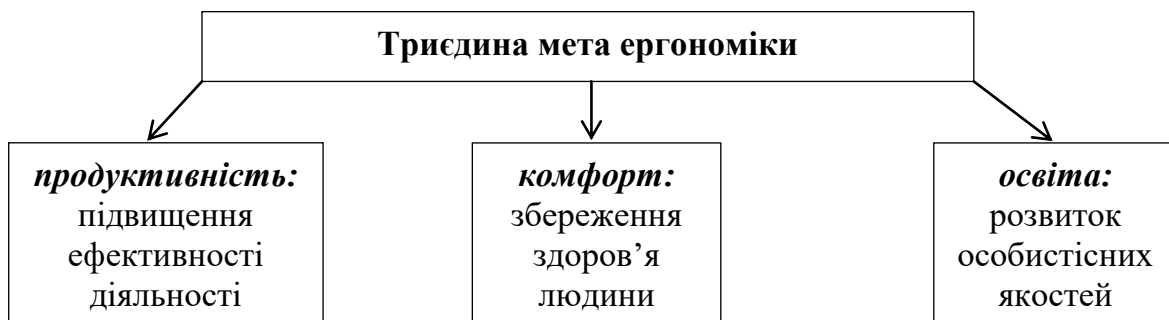 Триєдина мета ергономіки
продуктивність:
підвищення
ефективності
діяльності
комфорт:
збереження
здоров’я
людини
освіта:
розвиток
особистісних
якостей